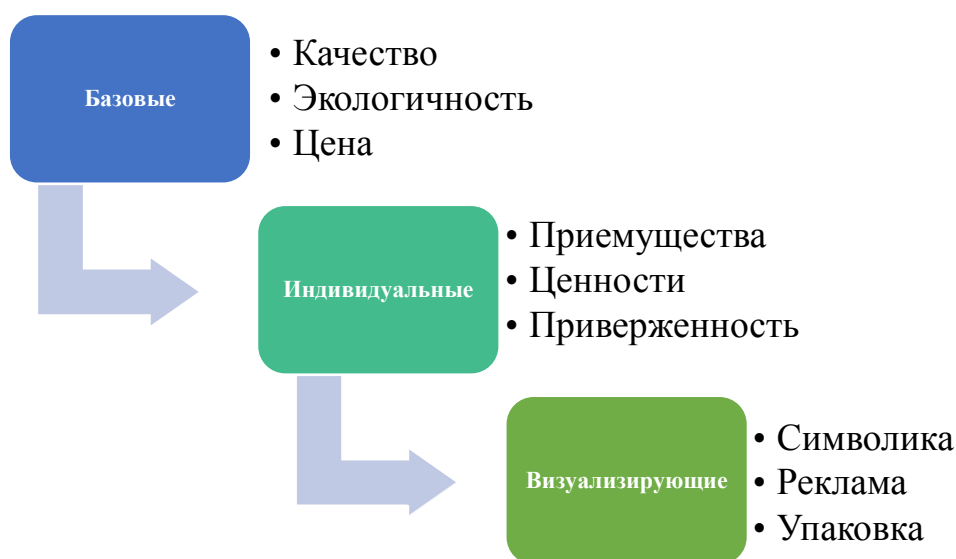 Базовые
• Качество
• Экологичность
• Цена
Индивидуальные
• Приемущества
• Ценности
• Приверженность
Визуализирующие
• Символика
• Реклама
• Упаковка